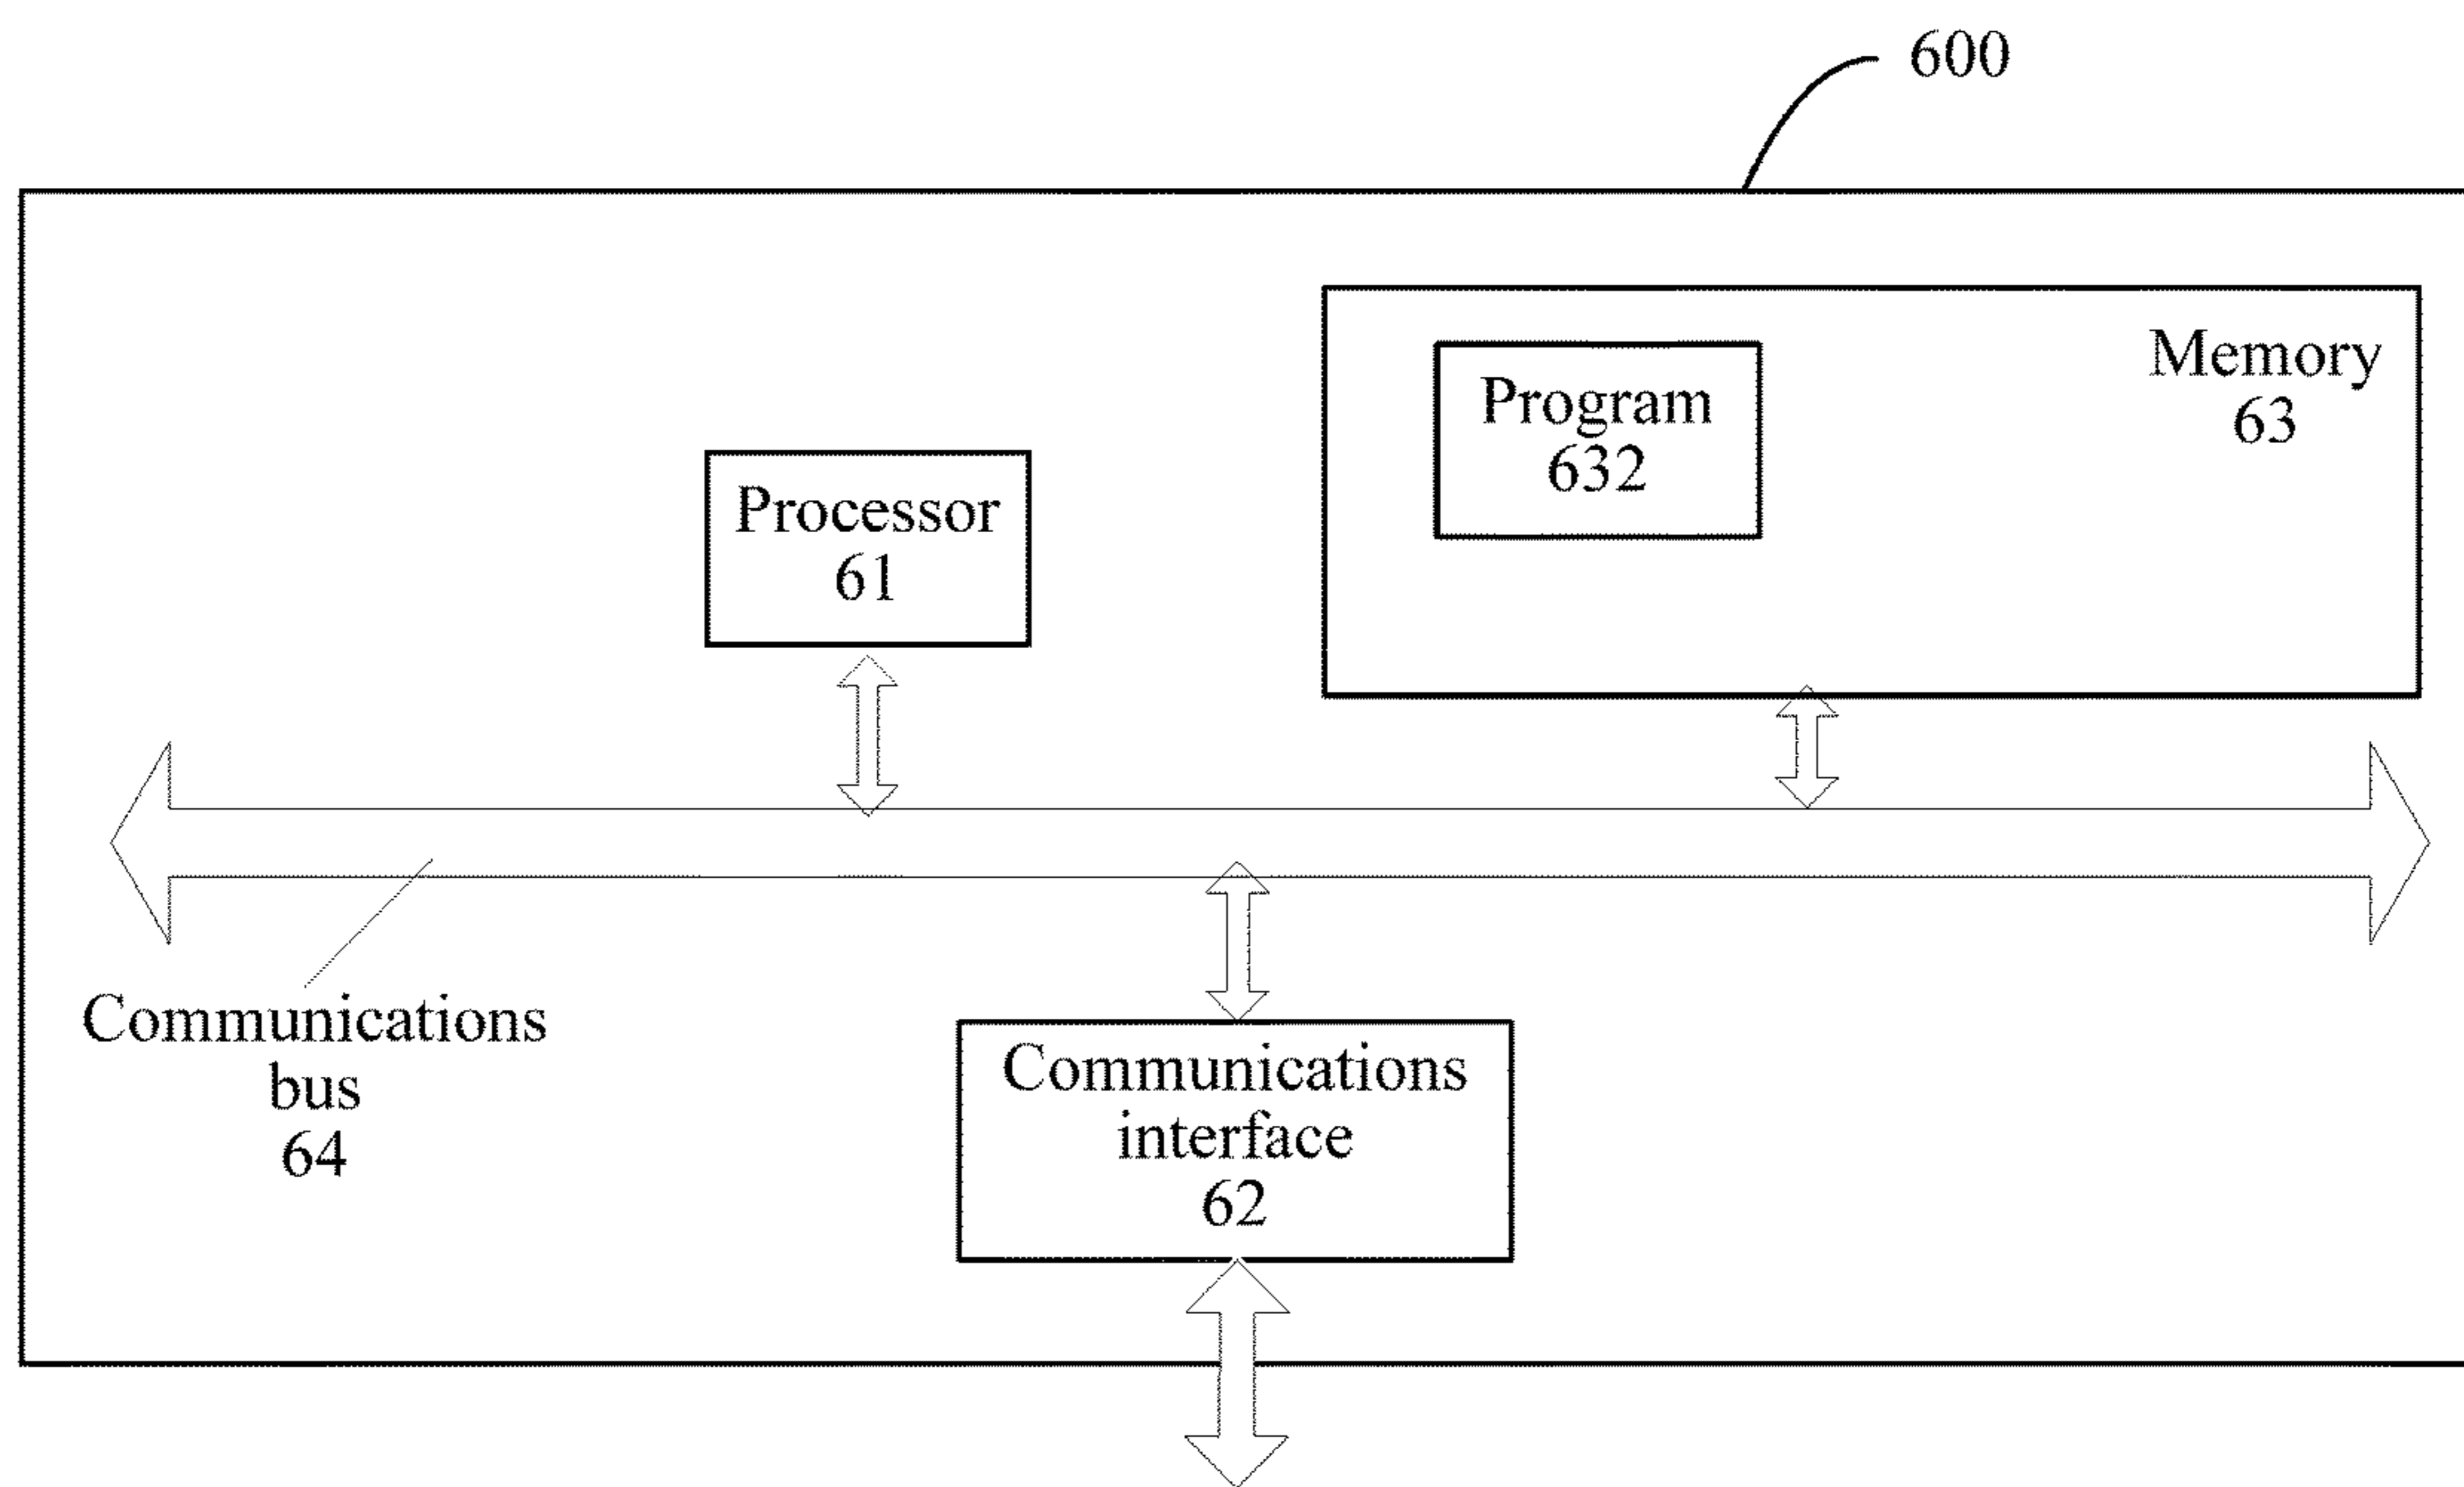 600
Memory
63
Program
632
Processor
61
Communications
bus
64
Communications
interface
62